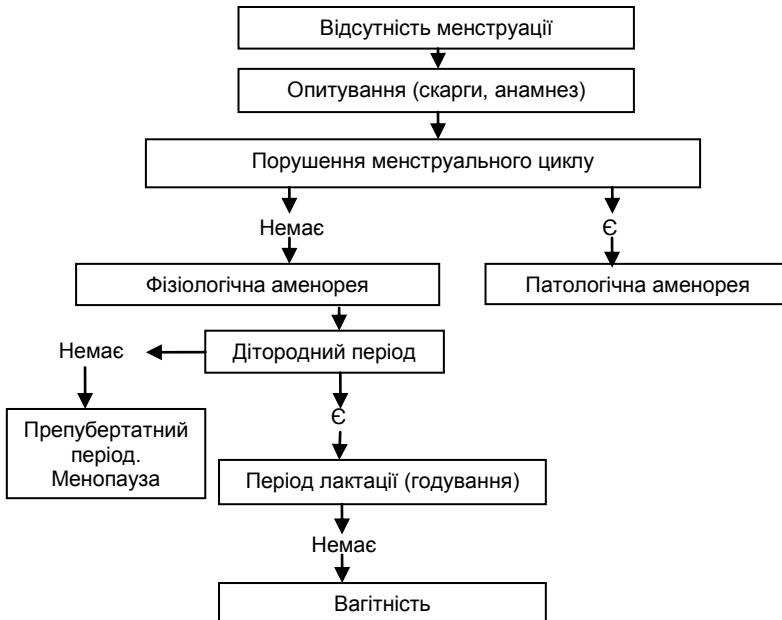 Відсутність менструації
Опитування (скарги, анамнез)
Порушення менструального циклу
Немає
Є
Фізіологічна аменорея
Патологічна аменорея
Немає
Дітородний період
Є
Препубертатний
період.
Менопауза
Період лактації (годування)
Немає
Вагітність